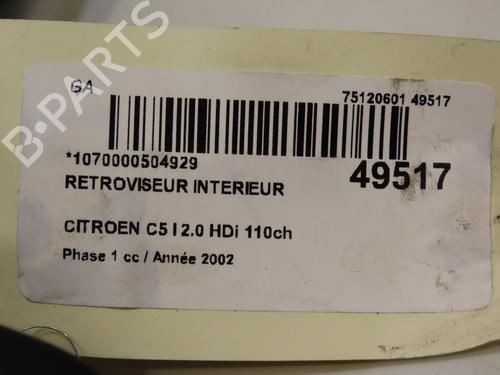 GA
75120601 49517
*1070000504929
49517
RETROVISEUR INTERIEUR
CITROEN C5 I 2.0 HDi 110ch
Phase 1 cc / Année 2002
B-PARTS